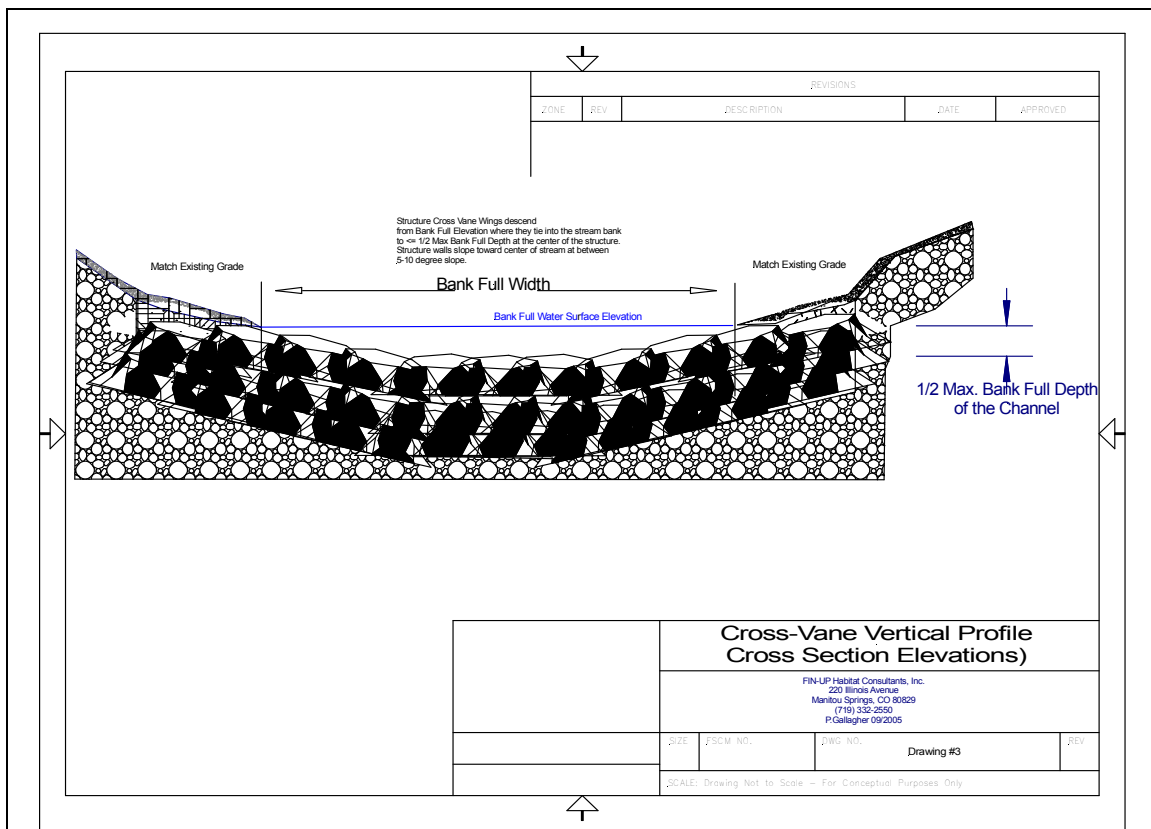 REVISIONS
ZONE REV DESCRIPTION DATE APPROVED
Structure Cross Vane Wings descend
from Bank Full Elevation where they tie into the stream bank
to <= 1/2 Max Bank Full Depth at the center of the structure.
Structure walls slope toward center of stream at between
5-10 degree slope.
Match Existing Grade
Match Existing Grade
Bank Full Width
Bank Full Water Surface Elevation
1/2 Max. Bank Full Depth
of the Channel
Cross-Vane Vertical Profile
Cross Section Elevations)
FIN-UP Habitat Consultants, Inc.
220 Illinois Avenue
Manitou Springs, CO 80829
(719) 332-2550
P.Gallagher 09/2005
SIZE FSCM NO. DWG NO. REV
Drawing #3
SCALE: Drawing Not to Scale - For Conceptual Purposes Only